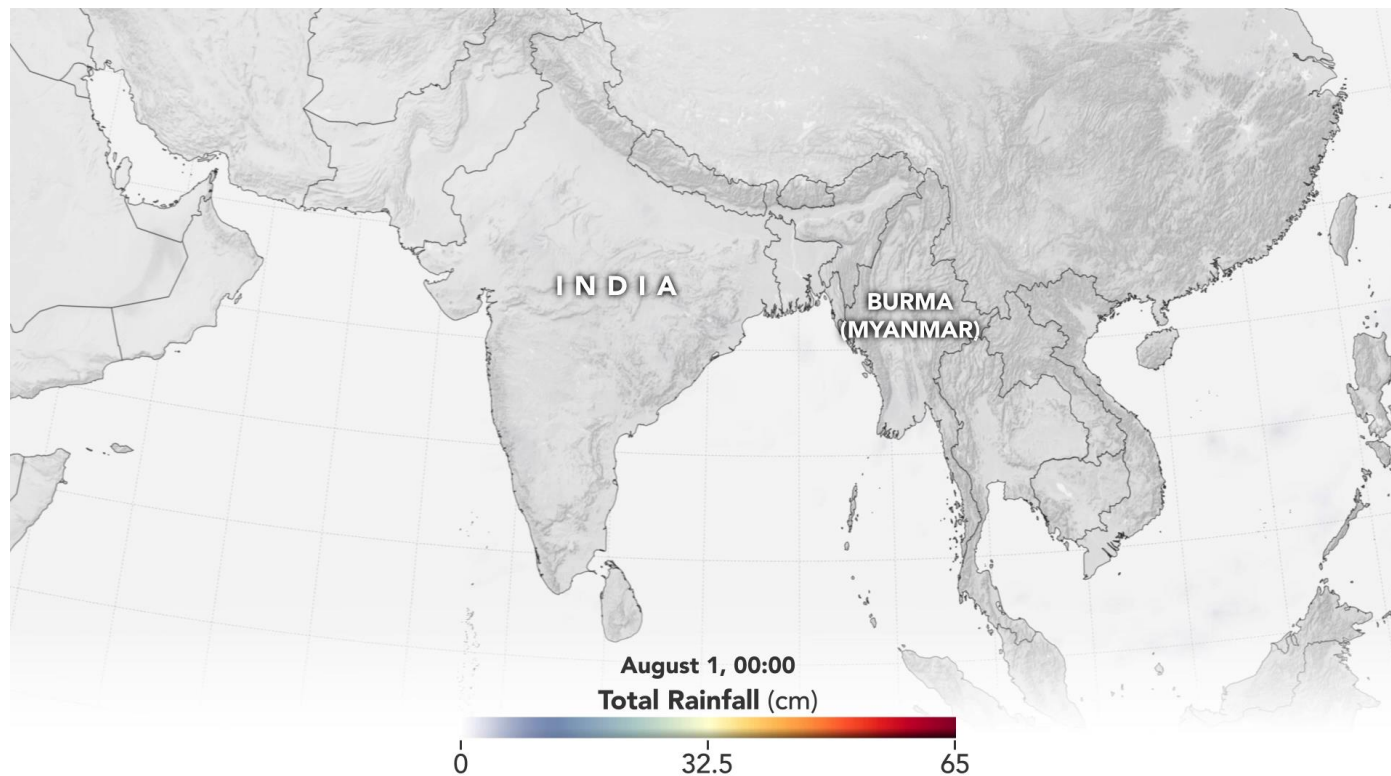 INDIA
BURMA
(MYANMAR)
August 1, 00:00
Total Rainfall (cm)
0 32.5 65